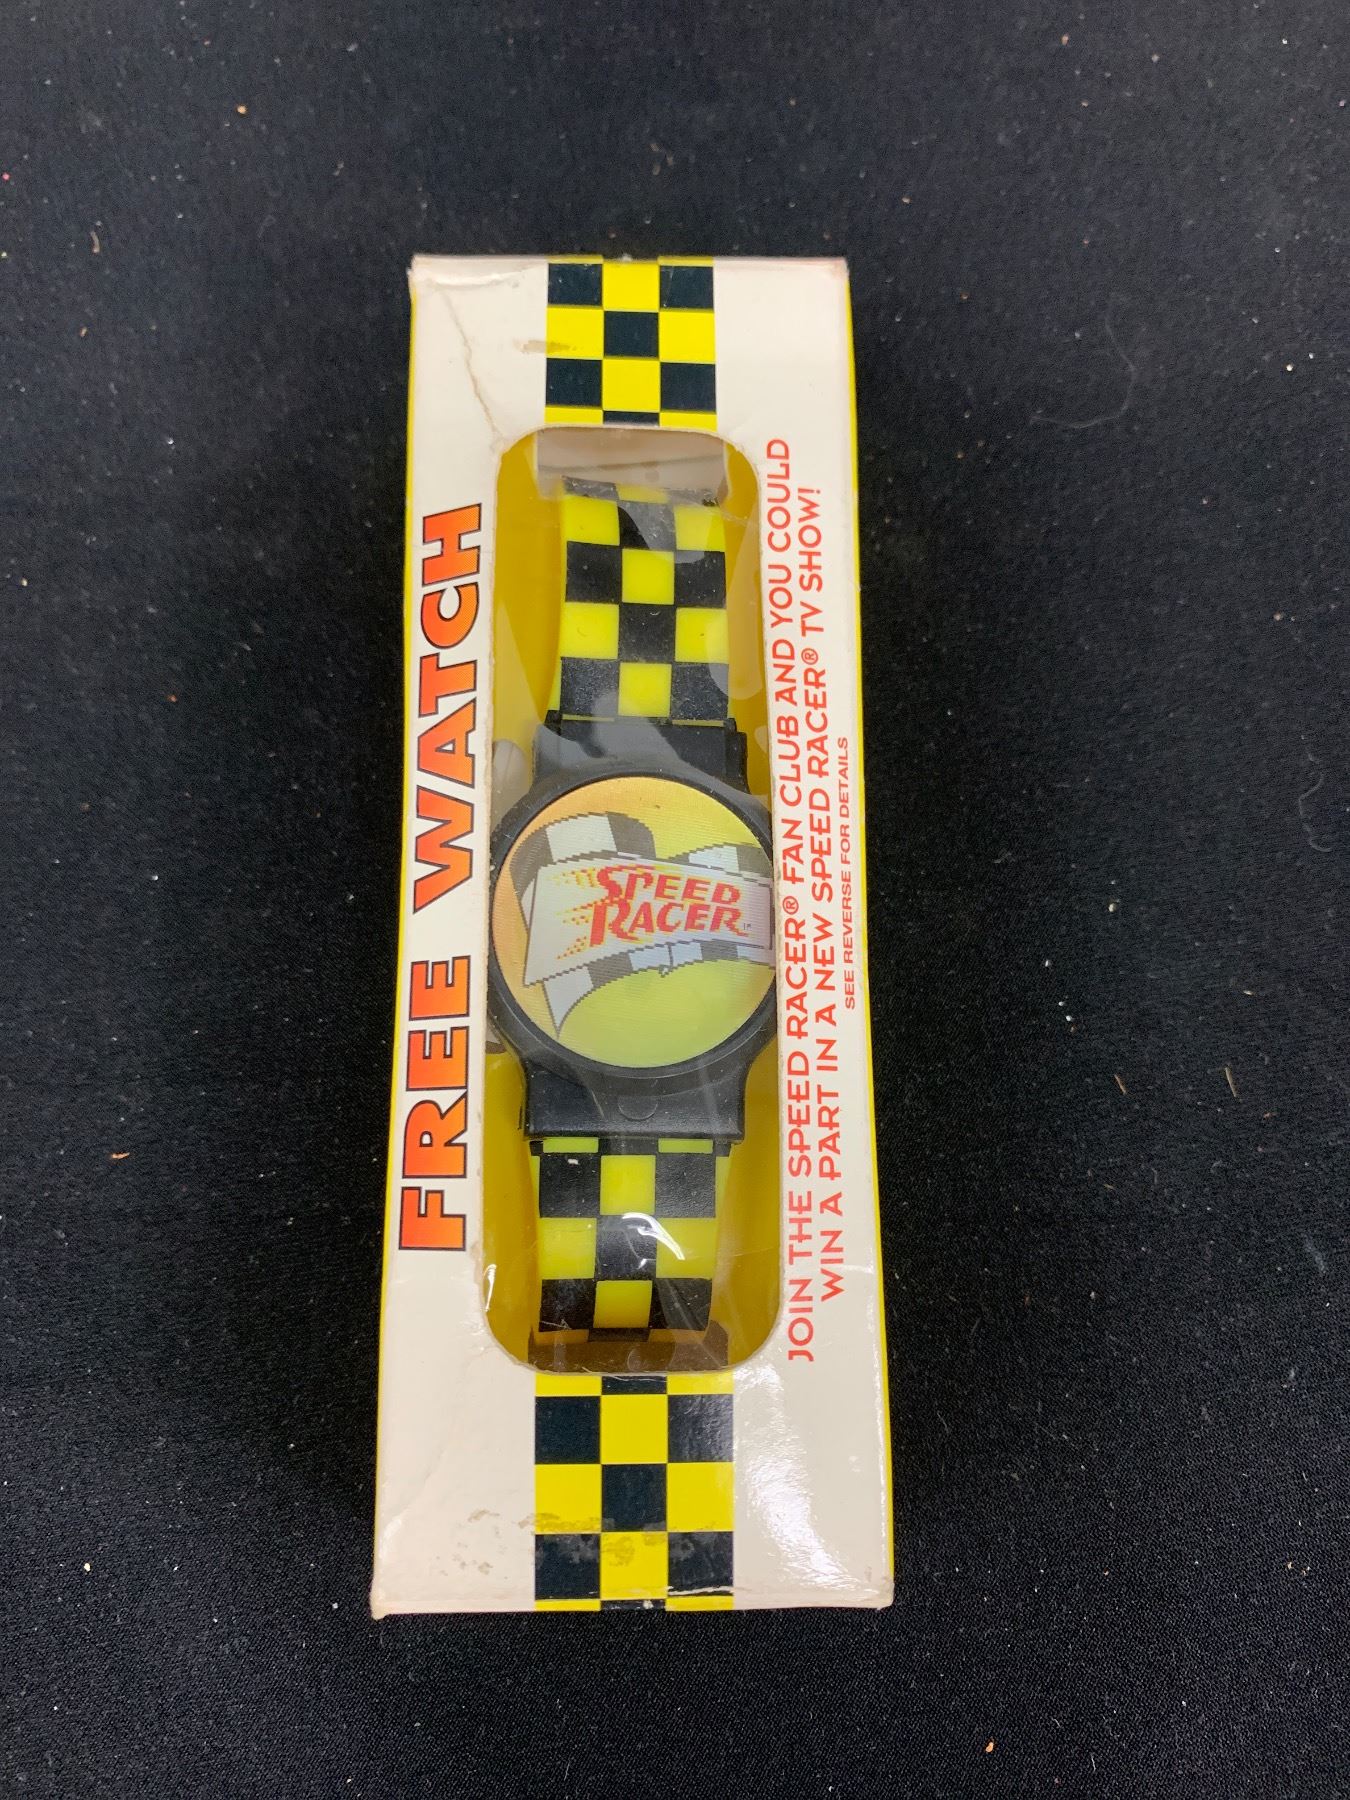 FREE WATCH
SPEED
RACER
JOIN THE SPEED RACER® FAN CLUB AND YOU COULD
WIN A PART IN A NEW SPEED RACER® TV SHOW!
SEE REVERSE FOR DETAILS